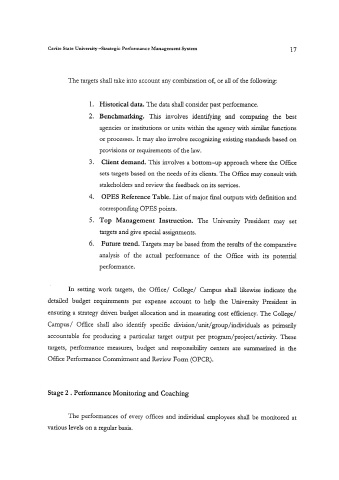 Cavite State University -Strategic Performance Management System 17
The targets shall take into account any combination of, or all of the following:
1. Historical data. The data shall consider past performance.
2. Benchmarking. This involves identifying and comparing the best
agencies or institutions or units within the agency with similar functions
or processes. It may also involve recognizing existing standards based on
provisions or requirements of the law.
3. Client demand. This involves a bottom-up approach where the Office
sets targets based on the needs of its clients. The Office may consult with
stakeholders and review the feedback on its services.
4. OPES Reference Table. List of major final outputs with definition and
corresponding OPES points.
5. Top Management Instruction. The University President may set
targets and give special assignments.
6. Future trend. Targets may be based from the results of the comparative
analysis of the actual performance of the Office with its potential
performance.
In setting work targets, the Office/ College/ Campus shall likewise indicate the
detailed budget requirements per expense account to help the University President in
ensuring a strategy driven budget allocation and in measuring cost efficiency. The College/
Campus/ Office shall also identify specific division/unit/group/individuals as primarily
accountable for producing a particular target output per program/project/activity. These
targets, performance measures, budget and responsibility centers are summarized in the
Office Performance Commitment and Review Form (OPCR).
Stage 2 . Performance Monitoring and Coaching
The performances of every offices and individual employees shall be monitored at
various levels on a regular basis.